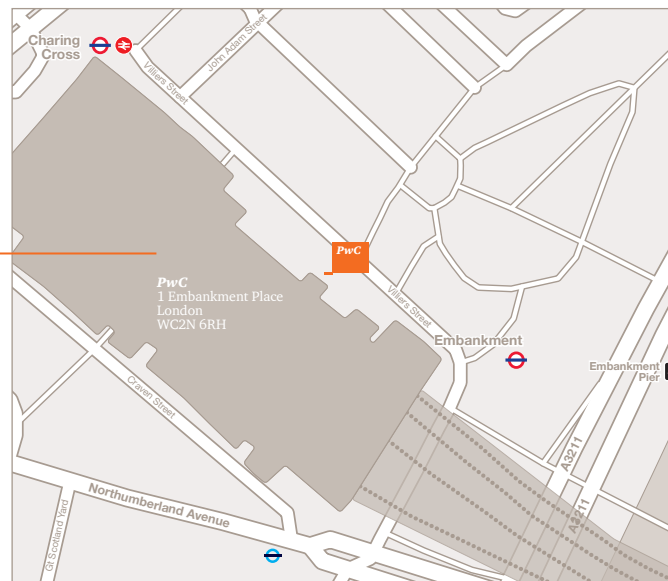 Charing
Cross
John Adam Street
Villiers Street
PwC
PwC
1 Embankment Place
London
WC2N 6RH
Villiers Street
Embankment
Embankment
Pier
Craven Street
A3211
A3211
Northumberland Avenue
Gt Scotland Yard